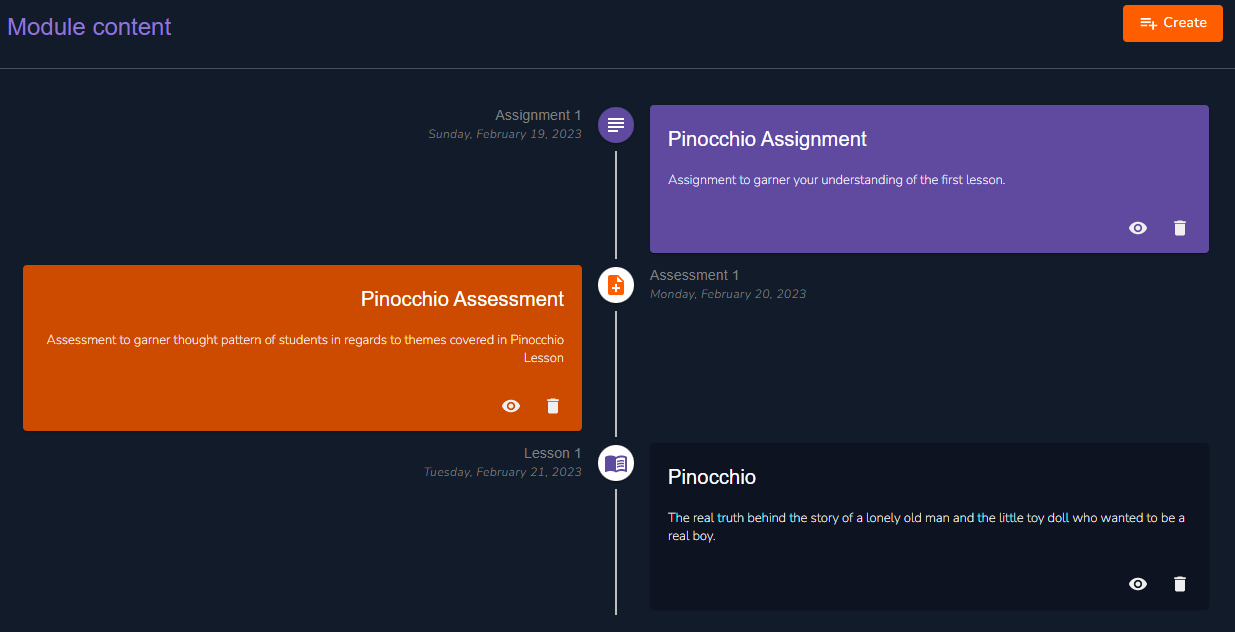 Module content
Create
Assignment 1
Sunday, February 19, 2023
Pinocchio Assignment
Assignment to garner your understanding of the first lesson.
Pinocchio Assessment
Assessment to garner thought pattern of students in regards to themes covered in Pinocchio
Lesson
Assessment 1
Monday, February 20, 2023
Lesson 1
Tuesday, February 21, 2023
Pinocchio
The real truth behind the story of a lonely old man and the little toy doll who wanted to be a
real boy.